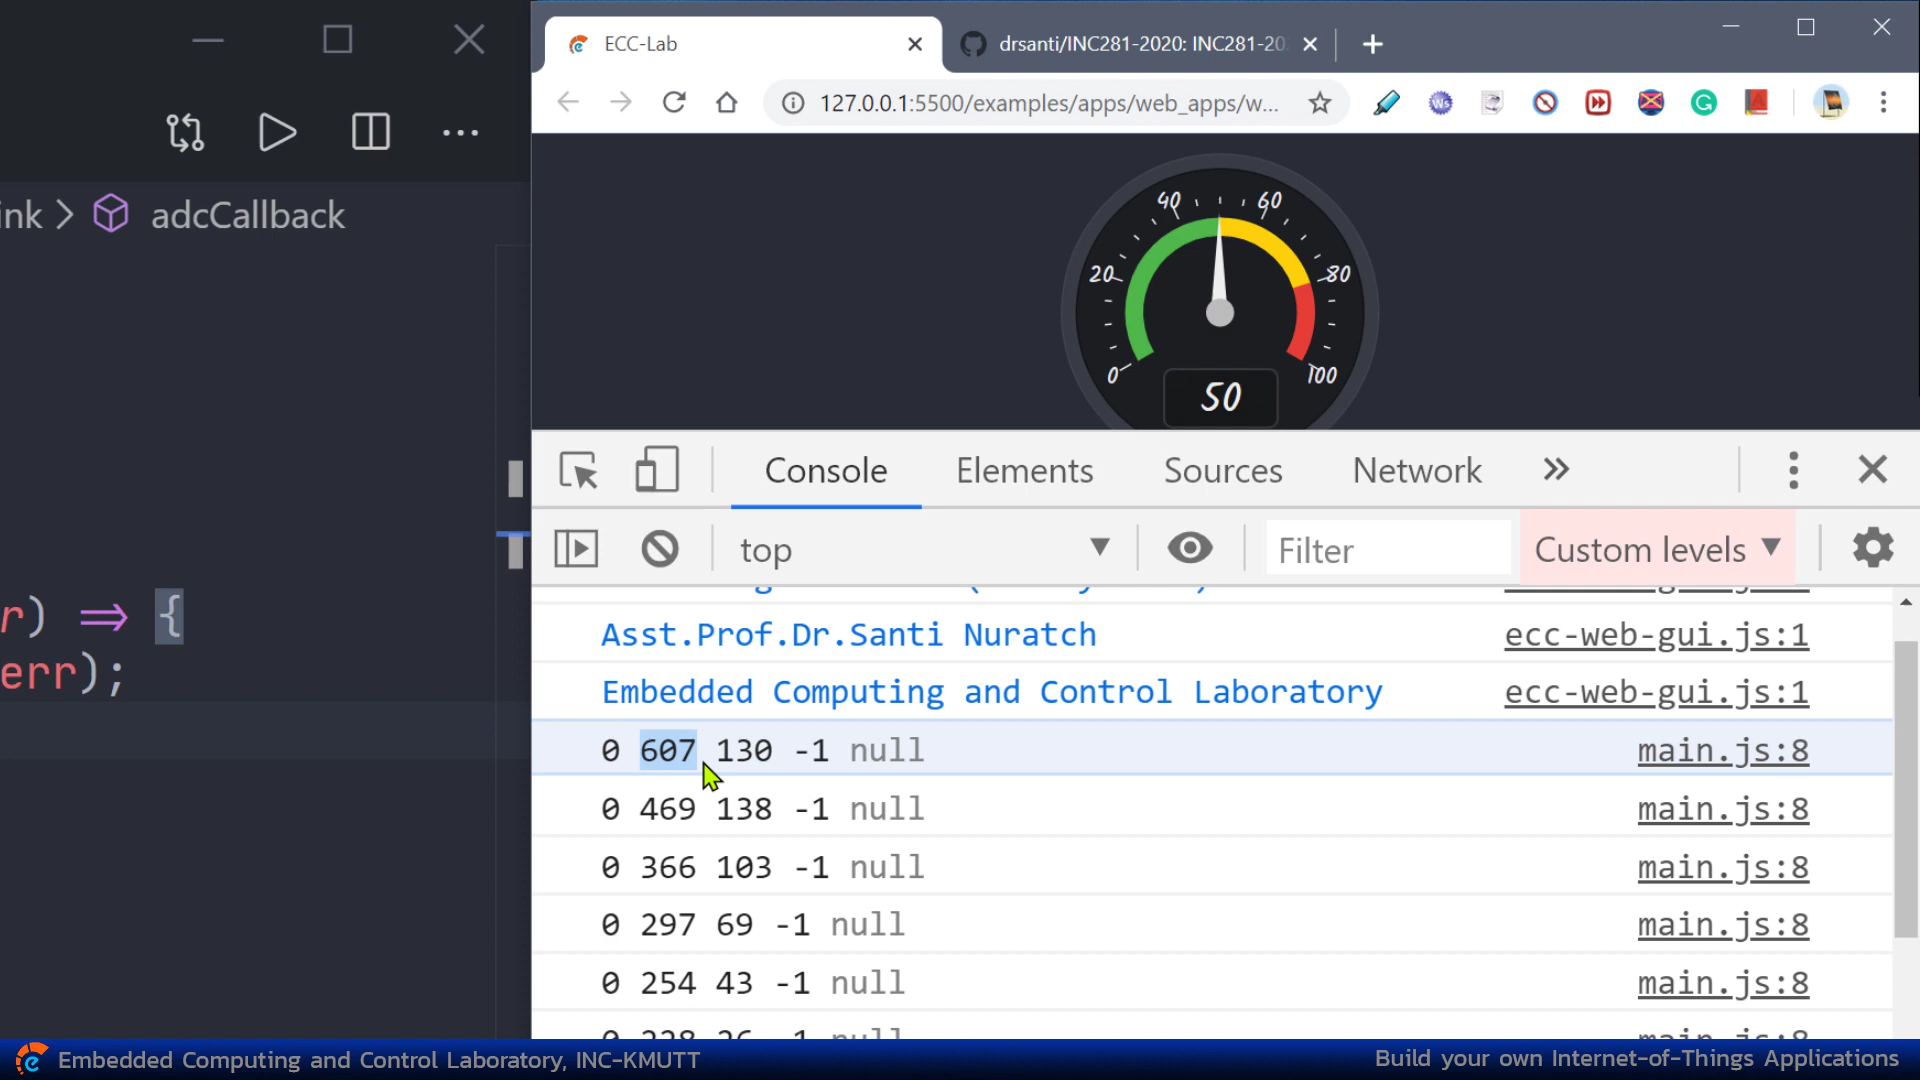 ECC-Lab
drsanti/INC281-2020: INC281-20
127.0.0.1:5500/examples/apps/web_apps/w...
ink > adcCallback
40 60
20 80
0 100
50
Console Elements Sources Network
top Filter Custom levels
r) => {
err);
Asst.Prof.Dr.Santi Nuratch ecc-web-gui.js:1
Embedded Computing and Control Laboratory ecc-web-gui.js:1
0 607 130 -1 null main.js:8
0 469 138 -1 null main.js:8
0 366 103 -1 null main.js:8
0 297 69 -1 null main.js:8
0 254 43 -1 null main.js:8
Embedded Computing and Control Laboratory, INC-KMUTT
Build your own Internet-of-Things Applications